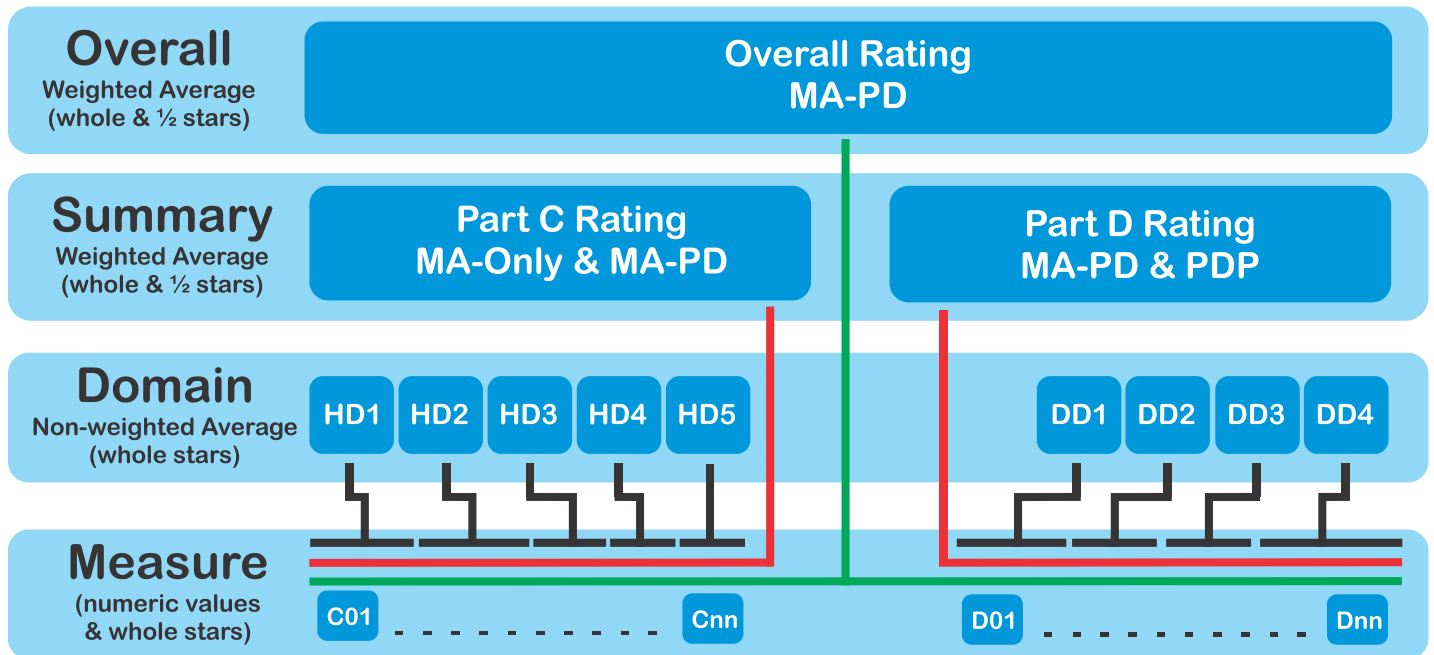 Overall
Weighted Average
(whole & ½ stars)
Overall Rating
MA-PD
Summary
Weighted Average
(whole & ½ stars)
Part C Rating
MA-Only & MA-PD
Part D Rating
MA-PD & PDP
Domain
Non-weighted Average
(whole stars)
HD1 HD2 HD3 HD4 HD5 DD1 DD2 DD3 DD4
Measure
(numeric values
& whole stars)
C01 Cnn D01 Dnn